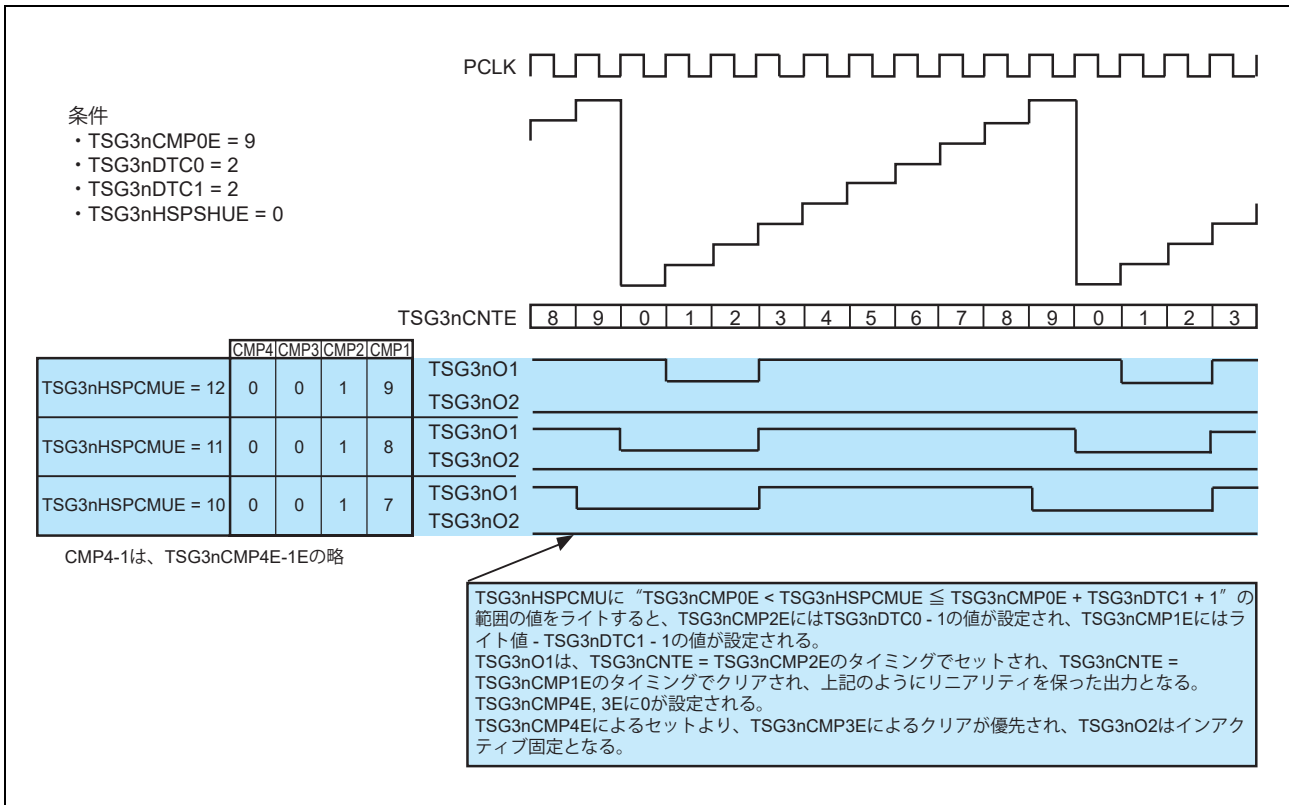 PCLK
条件
・TSG3nCMP0E = 9
・TSG3nDTC0 = 2
・TSG3nDTC1 = 2
・TSG3nHSPSHUE = 0
TSG3nCNTE 8 9 0 1 2 3 4 5 6 7 8 9 0 1 2 3
CMP4 CMP3 CMP2 CMP1
TSG3nHSPCMUE = 12 0 0 1 9
TSG3nO1
TSG3nO2
TSG3nHSPCMUE = 11 0 0 1 8
TSG3nO1
TSG3nO2
TSG3nHSPCMUE = 10 0 0 1 7
TSG3nO1
TSG3nO2
CMP4-1は、TSG3nCMP4E-1Eの略
TSG3nHSPCMUに“TSG3nCMP0E < TSG3nHSPCMUE ≦ TSG3nCMP0E + TSG3nDTC1 + 1”の
範囲の値をライトすると、TSG3nCMP2EにはTSG3nDTC0 - 1の値が設定され、TSG3nCMP1Eにはラ
イト値 - TSG3nDTC1 - 1の値が設定される。
TSG3nO1は、TSG3nCNTE = TSG3nCMP2Eのタイミングでセットされ、TSG3nCNTE =
TSG3nCMP1Eのタイミングでクリアされ、上記のようにリニアリティを保った出力となる。
TSG3nCMP4E, 3Eに0が設定される。
TSG3nCMP4Eによるセットより、TSG3nCMP3Eによるクリアが優先され、TSG3nO2はインアク
ティブ固定となる。